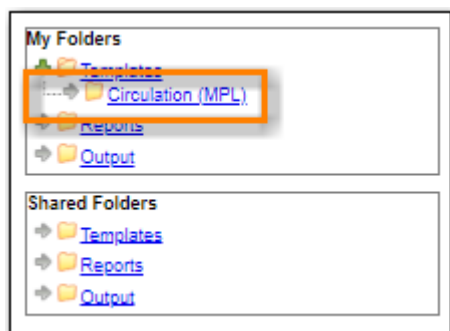 My Folders
Templates
Circulation (MPL)
Reports
Output
Shared Folders
Templates
Reports
Output